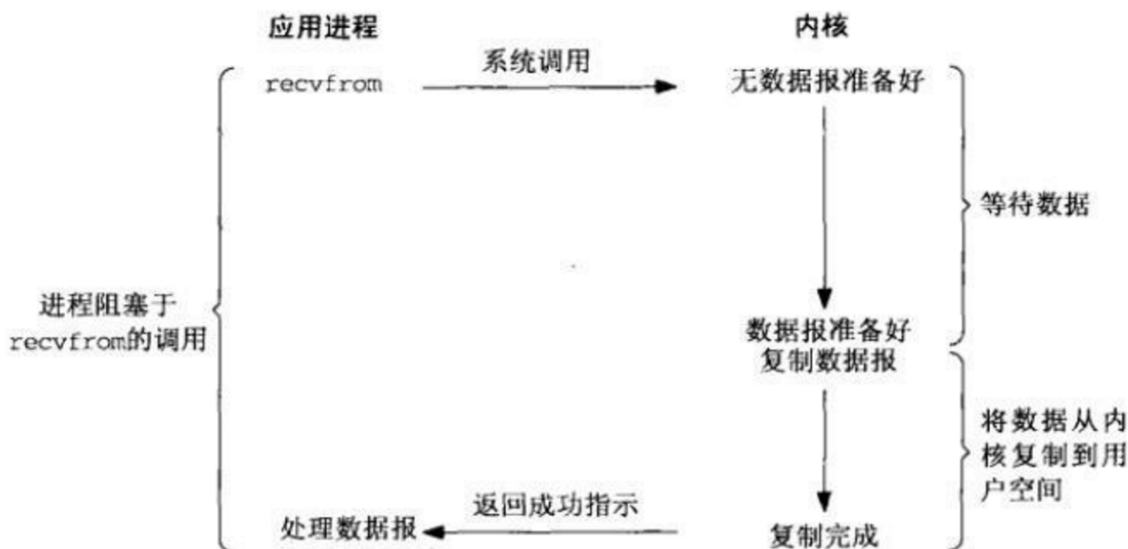 应用进程
内核
系统调用
recvfrom
无数据报准备好
等待数据
进程阻塞于
recvfrom的调用
数据报准备好
复制数据报
将数据从内
核复制到用
户空间
返回成功指示
处理数据报
复制完成